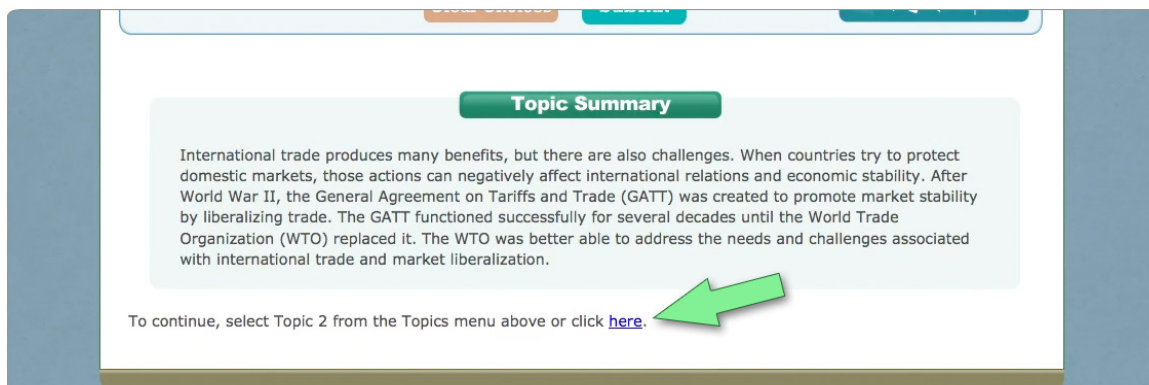 Topic Summary
International trade produces many benefits, but there are also challenges. When countries try to protect
domestic markets, those actions can negatively affect international relations and economic stability. After
World War II, the General Agreement on Tariffs and Trade (GATT) was created to promote market stability
by liberalizing trade. The GATT functioned successfully for several decades until the World Trade
Organization (WTO) replaced it. The WTO was better able to address the needs and challenges associated
with international trade and market liberalization.
To continue, select Topic 2 from the Topics menu above or click here.